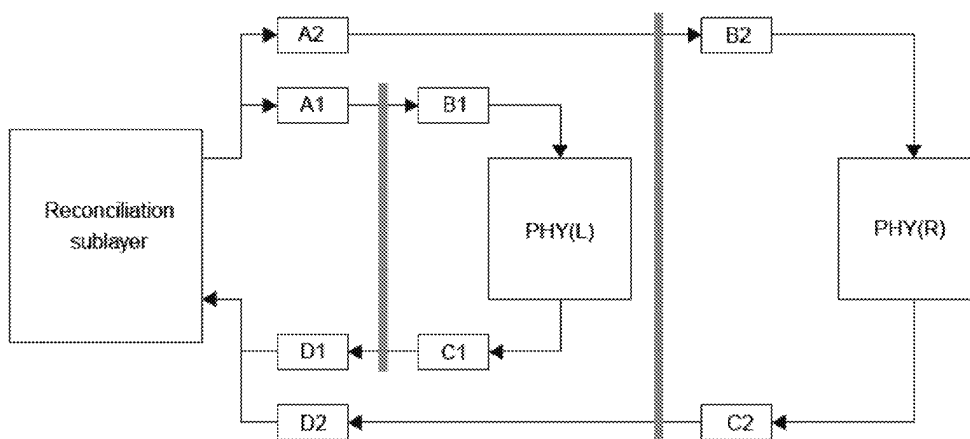 A2
B2
A1
B1
Reconciliation
sublayer
PHY(L)
PHY(R)
D1
C1
D2
C2